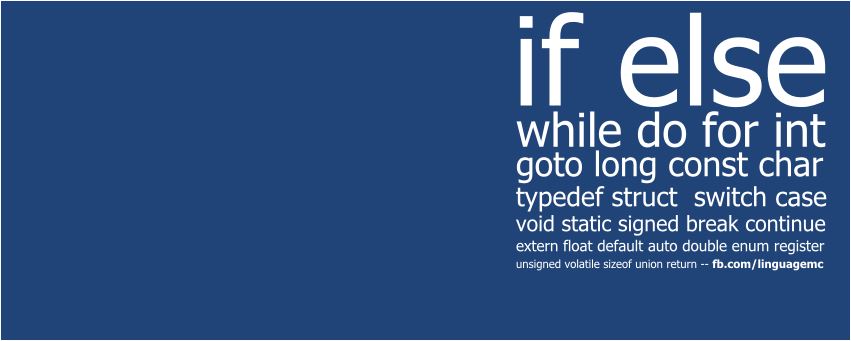 if else
while do for int
goto long const char
typedef struct  switch case
void static signed break continue
extern float default auto double enum register
unsigned volatile sizeof union return -- fb.com/linguagemc